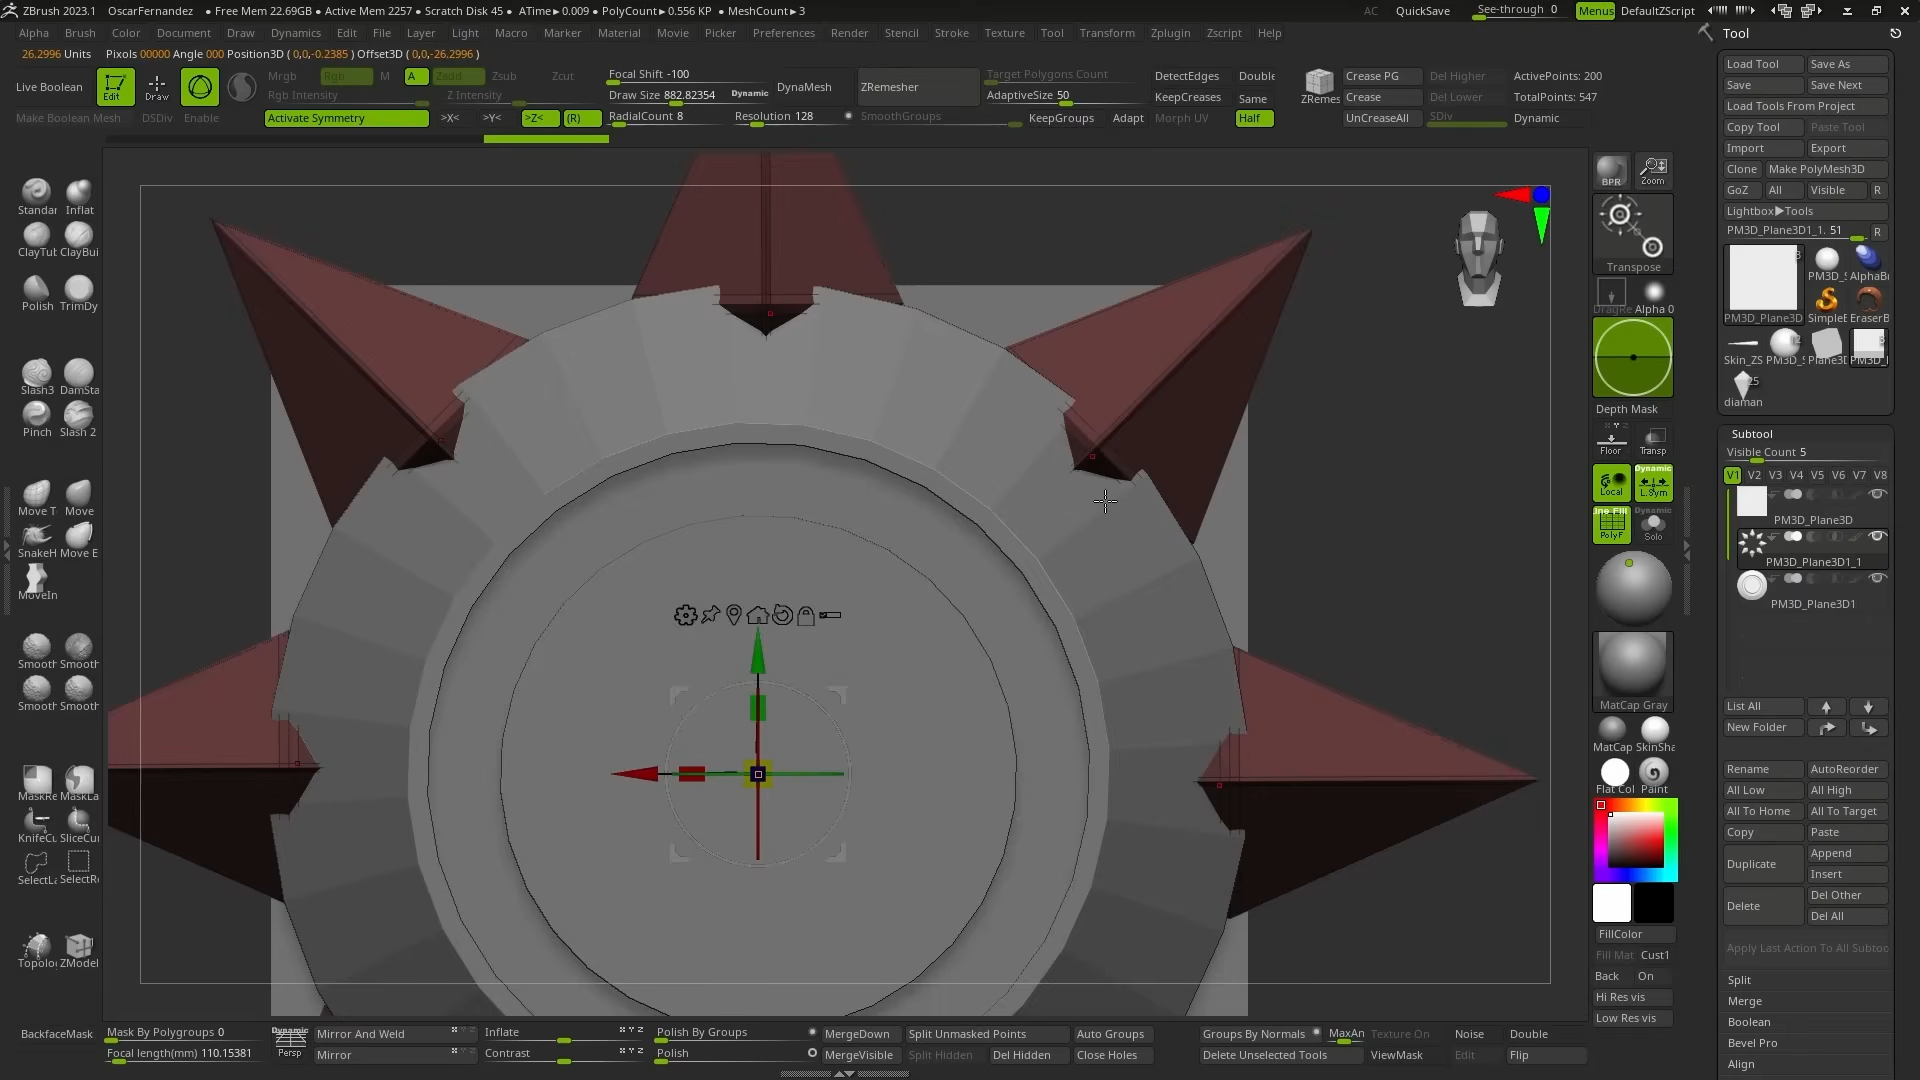 ZBrush 2023.1 OscarFernandez • Free Mem 22.69GB • Active Mem 2257 • Scratch Disk 45 • ATime ▸ 0.009 • PolyCount ▸ 0.556 KP • MeshCount ▸ 3 AC QuickSave See-through 0 Menus DefaultZScript
Alpha Brush Color Document Draw Dynamics Edit File Layer Light Macro Marker Material Movie Picker Preferences Render Stencil Stroke Texture Tool Transform Zplugin Zscript Help
26.2996 Units Pixols 00000 Angle 000 Position3D ( 0,0,-0.2385 ) Offset3D ( 0,0,-26.2996 )
Live Boolean
Make Boolean Mesh
DSDiv
Enable
Edit
Draw
Mrgb Rgb M A Zadd Zsub Zcut
Rgb Intensity Z Intensity
Activate Symmetry >X< >Y< >Z< (R)
Focal Shift -100
Draw Size 882.82354 Dynamic
RadialCount 8
DynaMesh
Resolution 128
ZRemesher
SmoothGroups
Target Polygons Count
AdaptiveSize 50
KeepGroups Adapt
DetectEdges Double
KeepCreases Same
Morph UV Half
ZRemes
Crease PG
Crease
UnCreaseAll
Del Higher
Del Lower
SDiv
ActivePoints: 200
TotalPoints: 547
Dynamic
Standar Inflat
ClayTub ClayBui
Polish TrimDy
Slash3 DamSta
Pinch Slash 2
Move T Move
SnakeH Move E
MoveIn
Smooth Smooth
Smooth Smooth
MaskRe MaskLa
KnifeCu SliceCur
SelectLa SelectRe
Topolo ZModel
BPR Zoom
Transpose
DragRe Alpha 0
Depth Mask
Floor Transp
Local
Dynamic
L.Sym
Line Fill
PolyF
Dynamic
Solo
MatCap Gray
MatCap SkinSha
Flat Col Paint
FillColor
Fill Mat Cust1
Back On
Hi Res vis
Low Res vis
Tool
Load Tool Save As
Save Save Next
Load Tools From Project
Copy Tool Paste Tool
Import Export
Clone Make PolyMesh3D
GoZ All Visible R
Lightbox▶Tools
PM3D_Plane3D1_1. 51 R
PM3D_Plane3D
PM3D_S AlphaBr
SimpleB EraserB
Skin_ZS PM3D_S Plane3D
diaman
Subtool
Visible Count 5
V1 V2 V3 V4 V5 V6 V7 V8
PM3D_Plane3D
PM3D_Plane3D1_1
PM3D_Plane3D1
List All
New Folder
Rename AutoReorder
All Low All High
All To Home All To Target
Copy Paste
Duplicate Append
Insert
Delete Del Other
Del All
Apply Last Action To All Subtoo
Split
Merge
Boolean
Bevel Pro
Align
BackfaceMask
Mask By Polygroups 0
Focal length(mm) 110.15381
Dynamic
Persp
Mirror And Weld
Mirror
Inflate
Contrast
Polish By Groups
Polish
MergeDown
MergeVisible
Split Unmasked Points
Split Hidden Del Hidden
Auto Groups
Close Holes
Groups By Normals MaxAn Texture On
Delete Unselected Tools ViewMask
Noise Double
Edit Flip